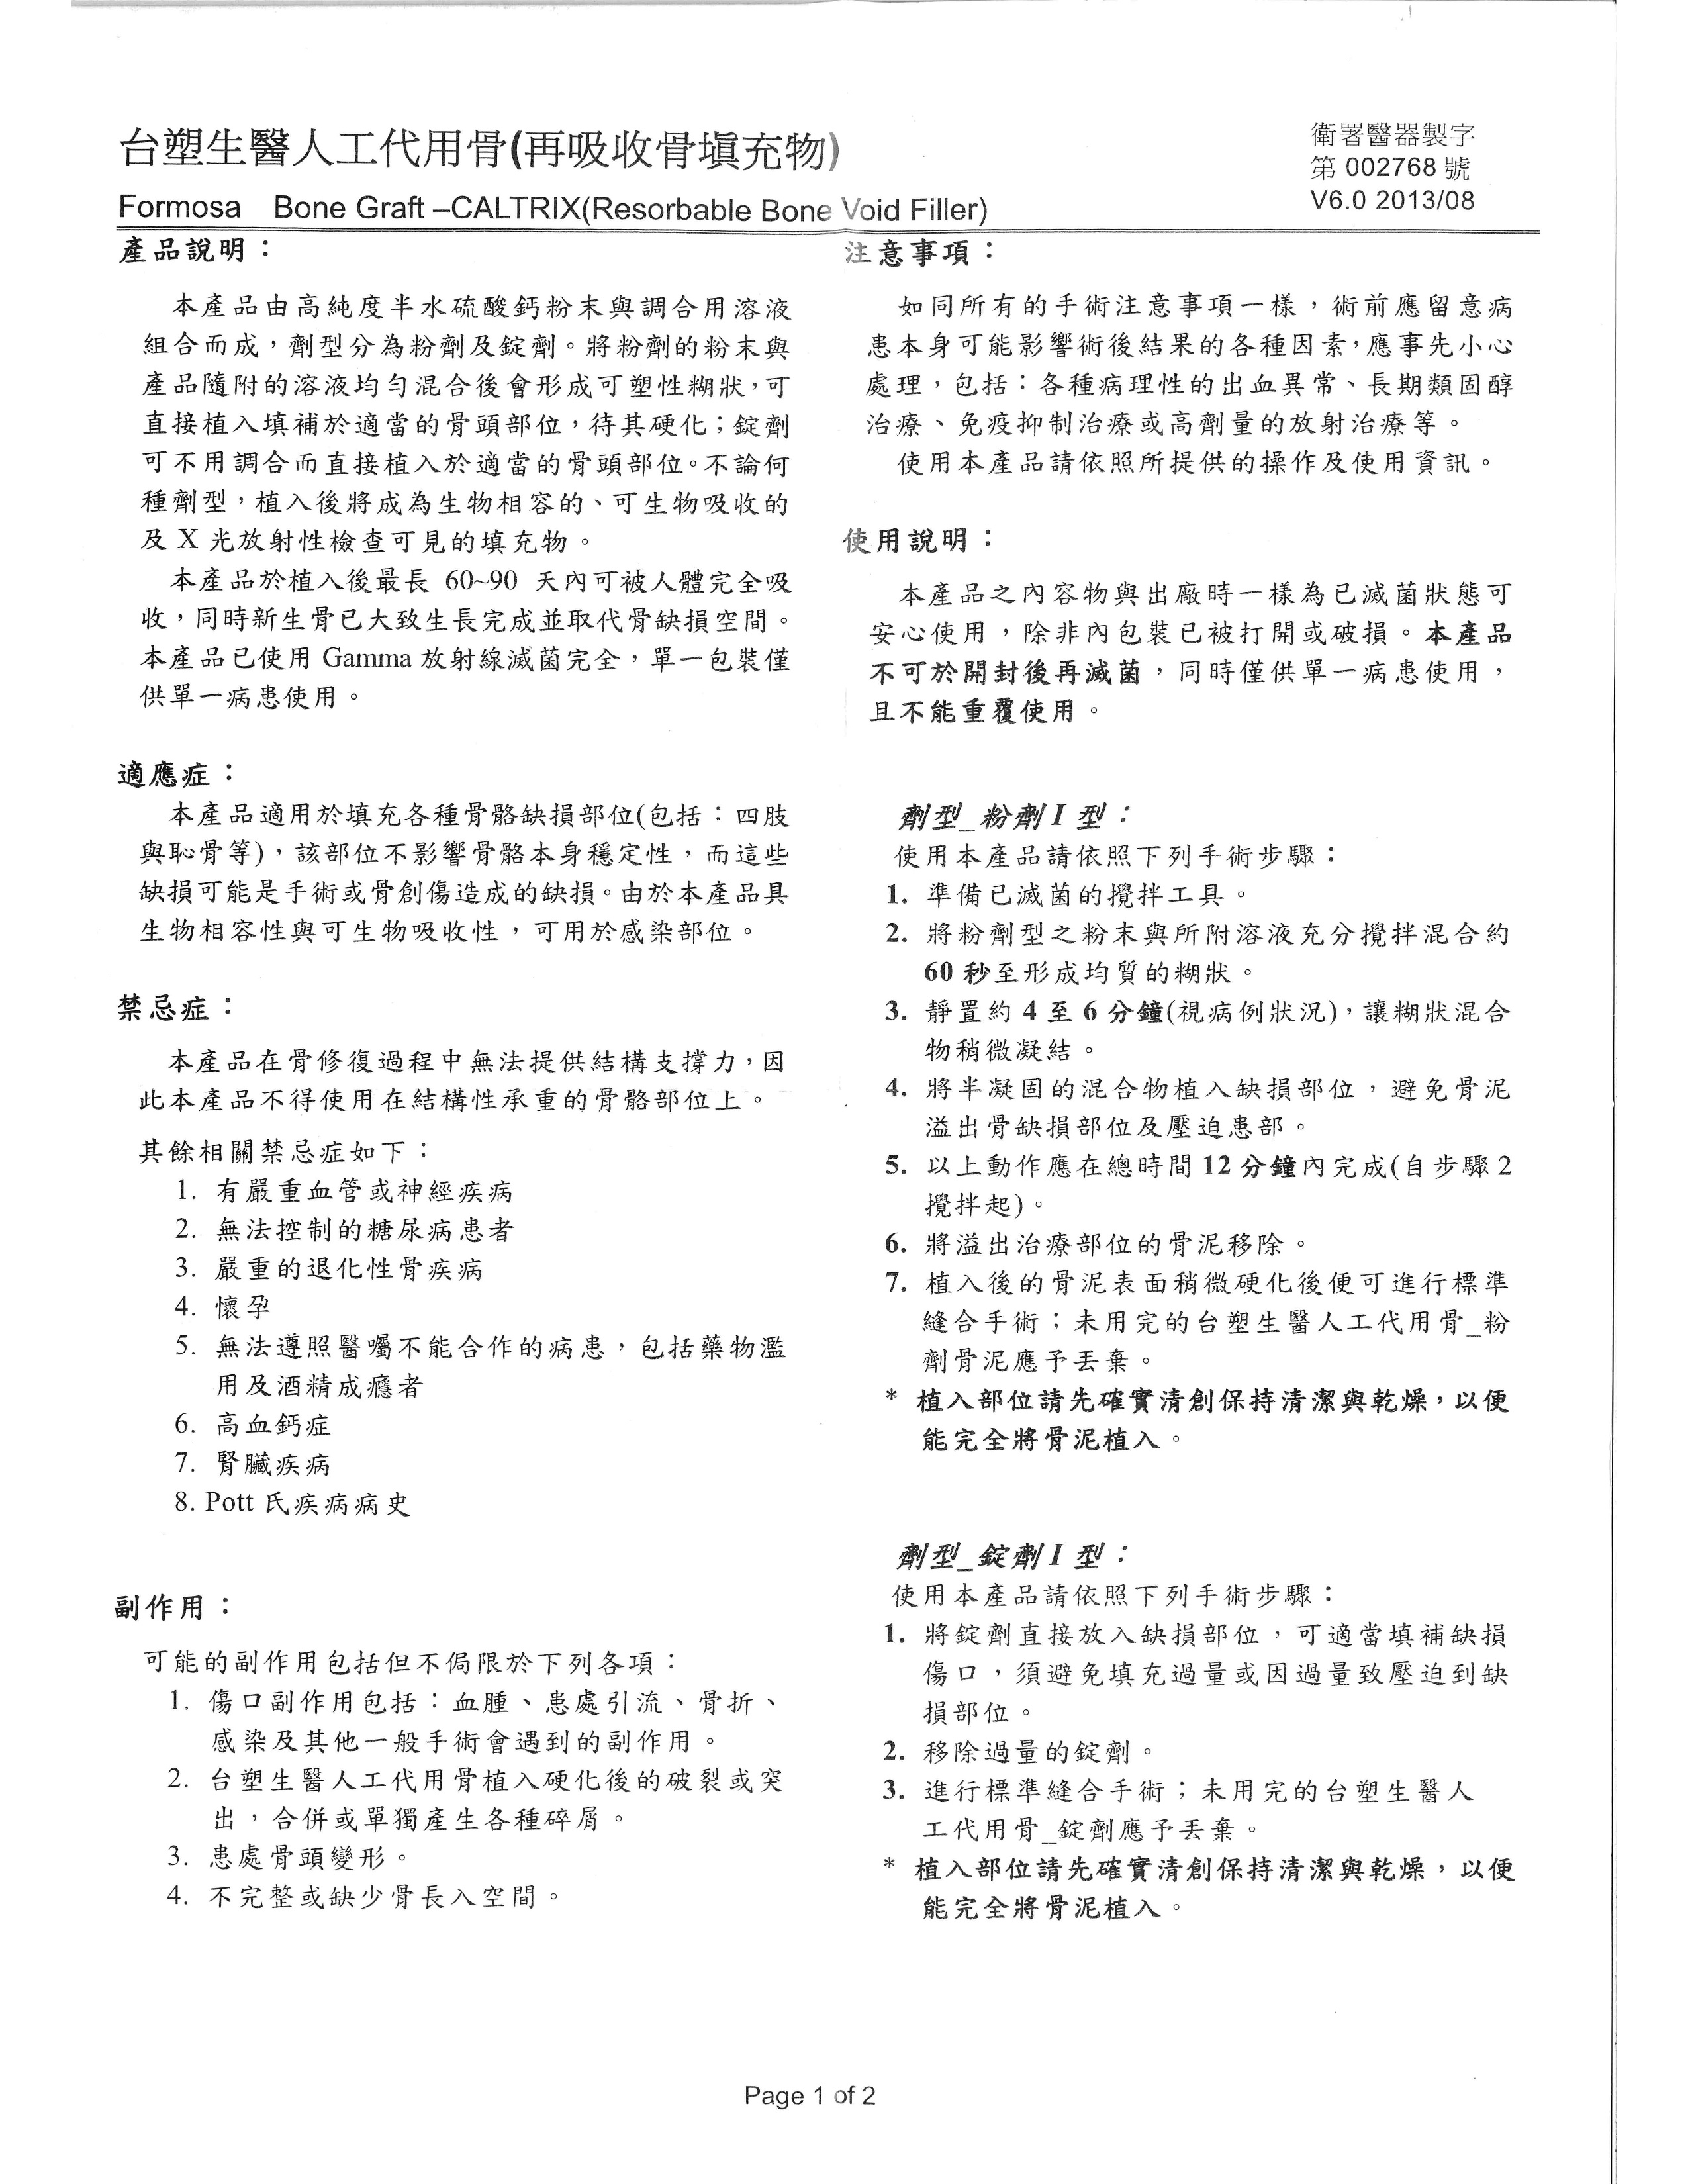 台塑生醫人工代用骨(再吸收骨填充物)
Formosa Bone Graft –CALTRIX(Resorbable Bone Void Filler)
衛署醫器製字
第 002768 號
V6.0 2013/08
產品說明：
本產品由高純度半水硫酸鈣粉末與調合用溶液
組合而成，劑型分為粉劑及錠劑。將粉劑的粉末與
產品隨附的溶液均勻混合後會形成可塑性糊狀，可
直接植入填補於適當的骨頭部位，待其硬化；錠劑
可不用調合而直接植入於適當的骨頭部位。不論何
種劑型，植入後將成為生物相容的、可生物吸收的
及 X 光放射性檢查可見的填充物。
本產品於植入後最長 60~90 天內可被人體完全吸
收，同時新生骨已大致生長完成並取代骨缺損空間。
本產品已使用 Gamma 放射線滅菌完全，單一包裝僅
供單一病患使用。
適應症：
本產品適用於填充各種骨骼缺損部位(包括：四肢
與恥骨等)，該部位不影響骨骼本身穩定性，而這些
缺損可能是手術或骨創傷造成的缺損。由於本產品具
生物相容性與可生物吸收性，可用於感染部位。
禁忌症：
本產品在骨修復過程中無法提供結構支撐力，因
此本產品不得使用在結構性承重的骨骼部位上。
其餘相關禁忌症如下：
1. 有嚴重血管或神經疾病
2. 無法控制的糖尿病患者
3. 嚴重的退化性骨疾病
4. 懷孕
5. 無法遵照醫囑不能合作的病患，包括藥物濫
用及酒精成癮者
6. 高血鈣症
7. 腎臟疾病
8. Pott 氏疾病病史
副作用：
可能的副作用包括但不侷限於下列各項：
1. 傷口副作用包括：血腫、患處引流、骨折、
感染及其他一般手術會遇到的副作用。
2. 台塑生醫人工代用骨植入硬化後的破裂或突
出，合併或單獨產生各種碎屑。
3. 患處骨頭變形。
4. 不完整或缺少骨長入空間。
注意事項：
如同所有的手術注意事項一樣，術前應留意病
患本身可能影響術後結果的各種因素，應事先小心
處理，包括：各種病理性的出血異常、長期類固醇
治療、免疫抑制治療或高劑量的放射治療等。
使用本產品請依照所提供的操作及使用資訊。
使用說明：
本產品之內容物與出廠時一樣為已滅菌狀態可
安心使用，除非內包裝已被打開或破損。本產品
不可於開封後再滅菌，同時僅供單一病患使用，
且不能重覆使用。
劑型_粉劑 I 型：
使用本產品請依照下列手術步驟：
1. 準備已滅菌的攪拌工具。
2. 將粉劑型之粉末與所附溶液充分攪拌混合約
60 秒至形成均質的糊狀。
3. 靜置約 4 至 6 分鐘(視病例狀況)，讓糊狀混合
物稍微凝結。
4. 將半凝固的混合物植入缺損部位，避免骨泥
溢出骨缺損部位及壓迫患部。
5. 以上動作應在總時間 12 分鐘內完成(自步驟 2
攪拌起)。
6. 將溢出治療部位的骨泥移除。
7. 植入後的骨泥表面稍微硬化後便可進行標準
縫合手術；未用完的台塑生醫人工代用骨_粉
劑骨泥應予丟棄。
* 植入部位請先確實清創保持清潔與乾燥，以便
能完全將骨泥植入。
劑型_錠劑 I 型：
使用本產品請依照下列手術步驟：
1. 將錠劑直接放入缺損部位，可適當填補缺損
傷口，須避免填充過量或因過量致壓迫到缺
損部位。
2. 移除過量的錠劑。
3. 進行標準縫合手術；未用完的台塑生醫人
工代用骨_錠劑應予丟棄。
* 植入部位請先確實清創保持清潔與乾燥，以便
能完全將骨泥植入。
Page 1 of 2